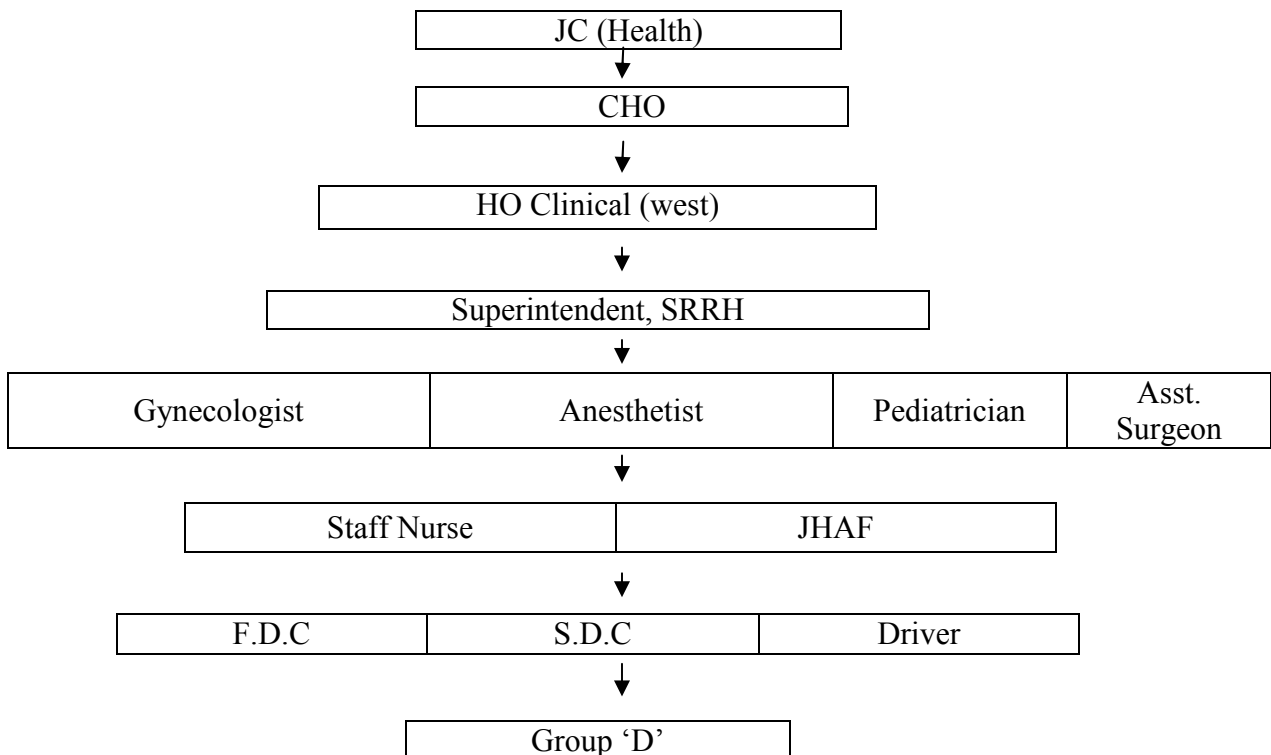 JC (Health)
CHO
HO Clinical (west)
Superintendent, SRRH
Gynecologist Anesthetist Pediatrician Asst.
Surgeon
Staff Nurse JHAF
F.D.C S.D.C Driver
Group ‘D’